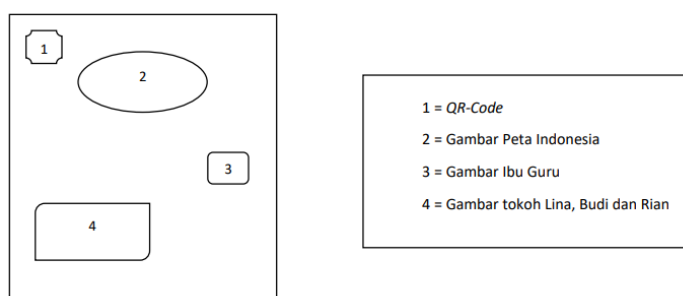 1
2
3
4
1 = QR-Code
2 = Gambar Peta Indonesia
3 = Gambar Ibu Guru
4 = Gambar tokoh Lina, Budi dan Rian